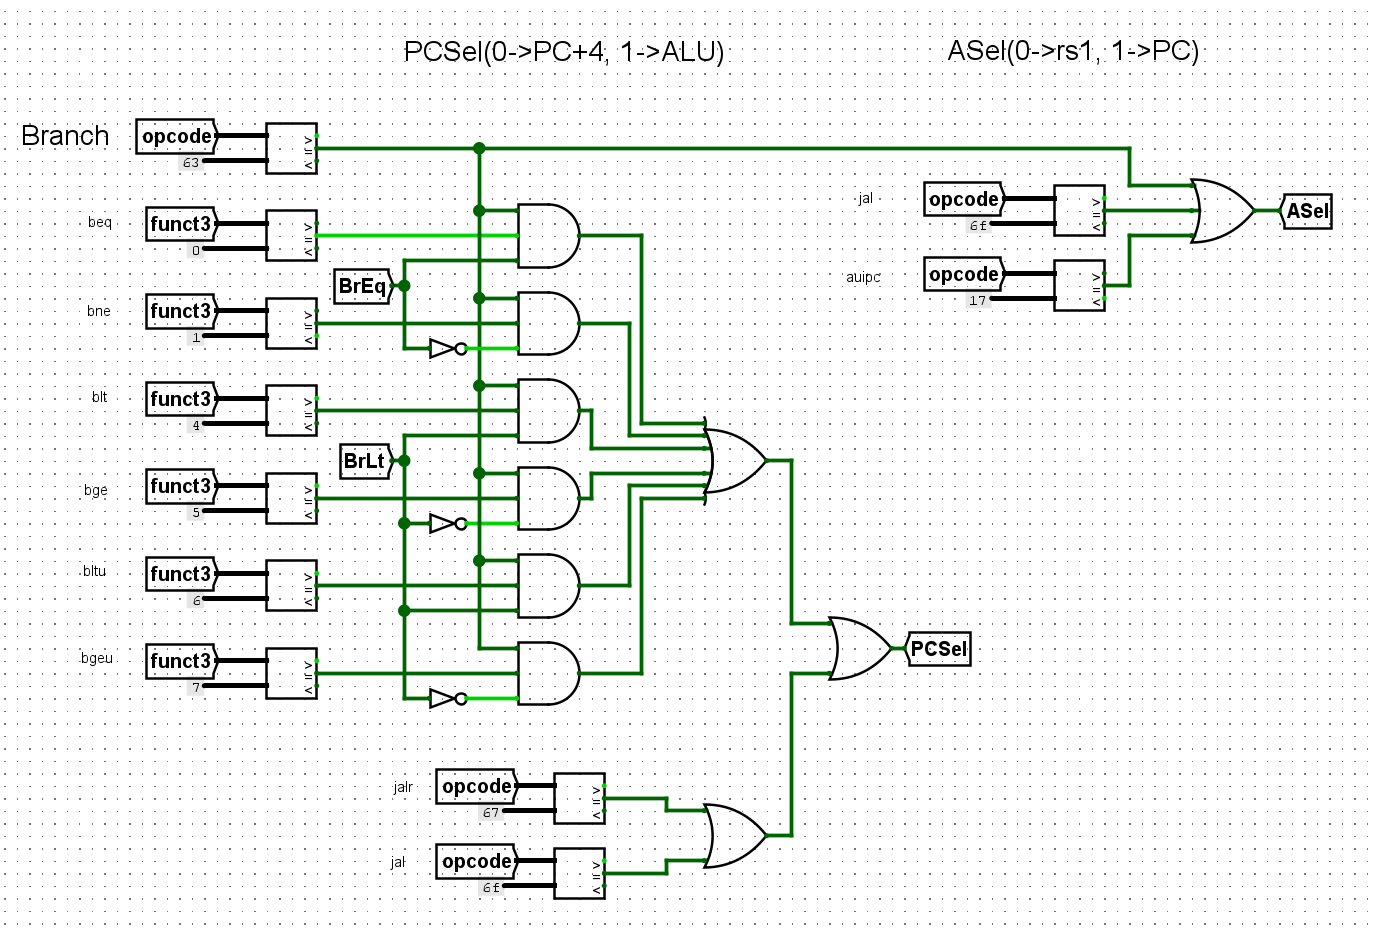 PCSel(0->PC+4, 1->ALU)
ASel(0->rs1, 1->PC)
Branch
opcode
63
> = <
beq
funct3
0
> = <
BrEq
bne
funct3
1
> = <
blt
funct3
4
> = <
BrLt
bge
funct3
5
> = <
bltu
funct3
6
> = <
bgeu
funct3
7
> = <
jalr
opcode
67
> = <
jal
opcode
6f
> = <
PCSel
jal
opcode
6f
> = <
auipc
opcode
17
> = <
ASel